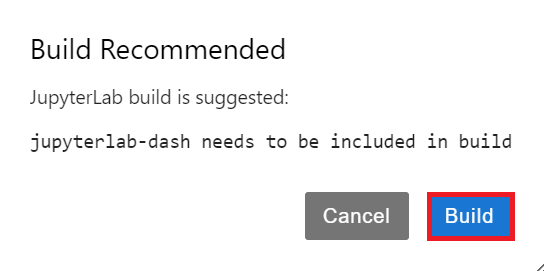 Build Recommended
JupyterLab build is suggested:
jupyterlab-dash needs to be included in build
Cancel Build